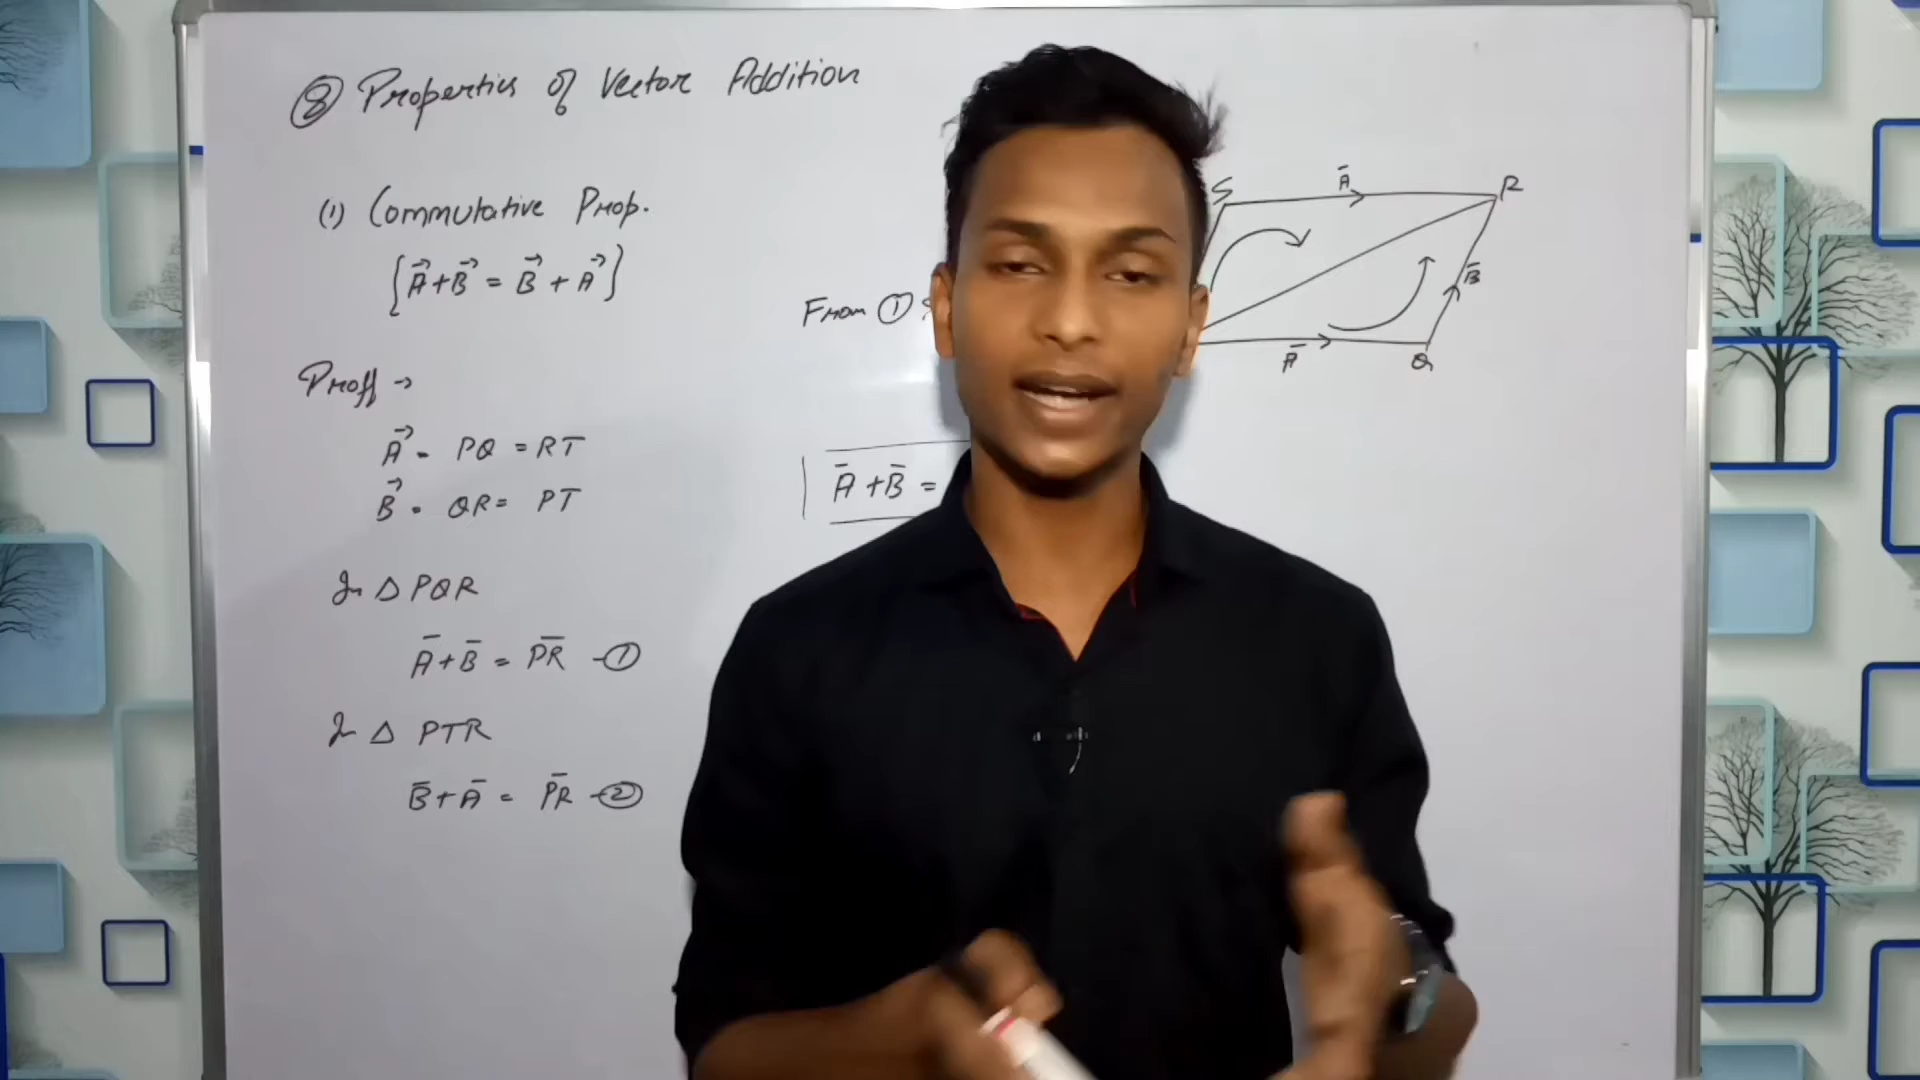 ⑧ Properties of Vector Addition
(1) Commutative Prop.
{A⃗+B⃗ = B⃗ + A⃗}
Proff →
A⃗ = PQ = RT
B⃗ = QR = PT
In △ PQR
A̅+B̅ = P̅R̅ -①
In △ PTR
B̅+A̅ = P̅R̅ -②
From ①
A̅+B̅ =
S A̅ R
B̅
A̅ Q